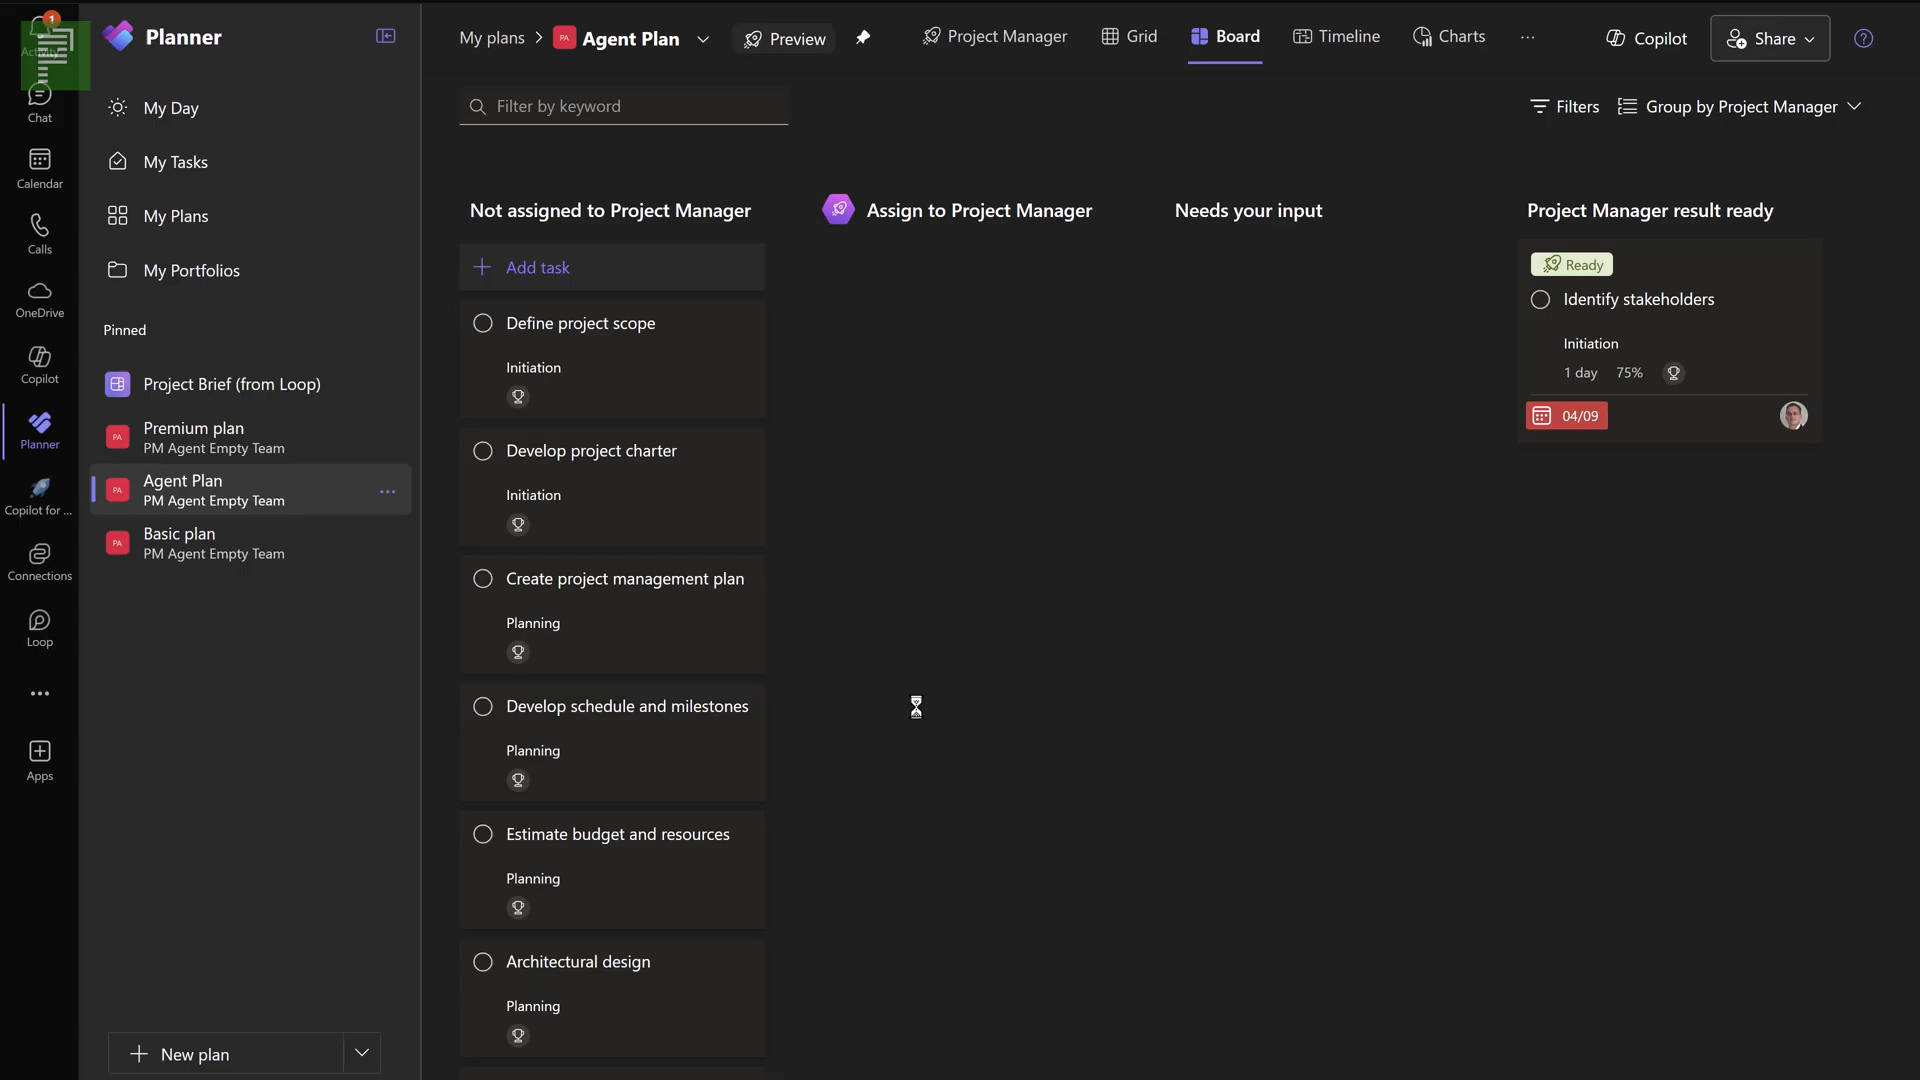 1
Chat
Calendar
Calls
OneDrive
Copilot
Planner
Copilot for ...
Connections
Loop
Apps
Planner
My Day
My Tasks
My Plans
My Portfolios
Pinned
Project Brief (from Loop)
PA
Premium plan
PM Agent Empty Team
PA
Agent Plan
PM Agent Empty Team
PA
Basic plan
PM Agent Empty Team
New plan
My plans
PA
Agent Plan
Preview
Project Manager
Grid
Board
Timeline
Charts
Copilot
Share
Filter by keyword
Filters
Group by Project Manager
Not assigned to Project Manager
Add task
Define project scope
Initiation
Develop project charter
Initiation
Create project management plan
Planning
Develop schedule and milestones
Planning
Estimate budget and resources
Planning
Architectural design
Planning
Assign to Project Manager
Needs your input
Project Manager result ready
Ready
Identify stakeholders
Initiation
1 day 75%
04/09